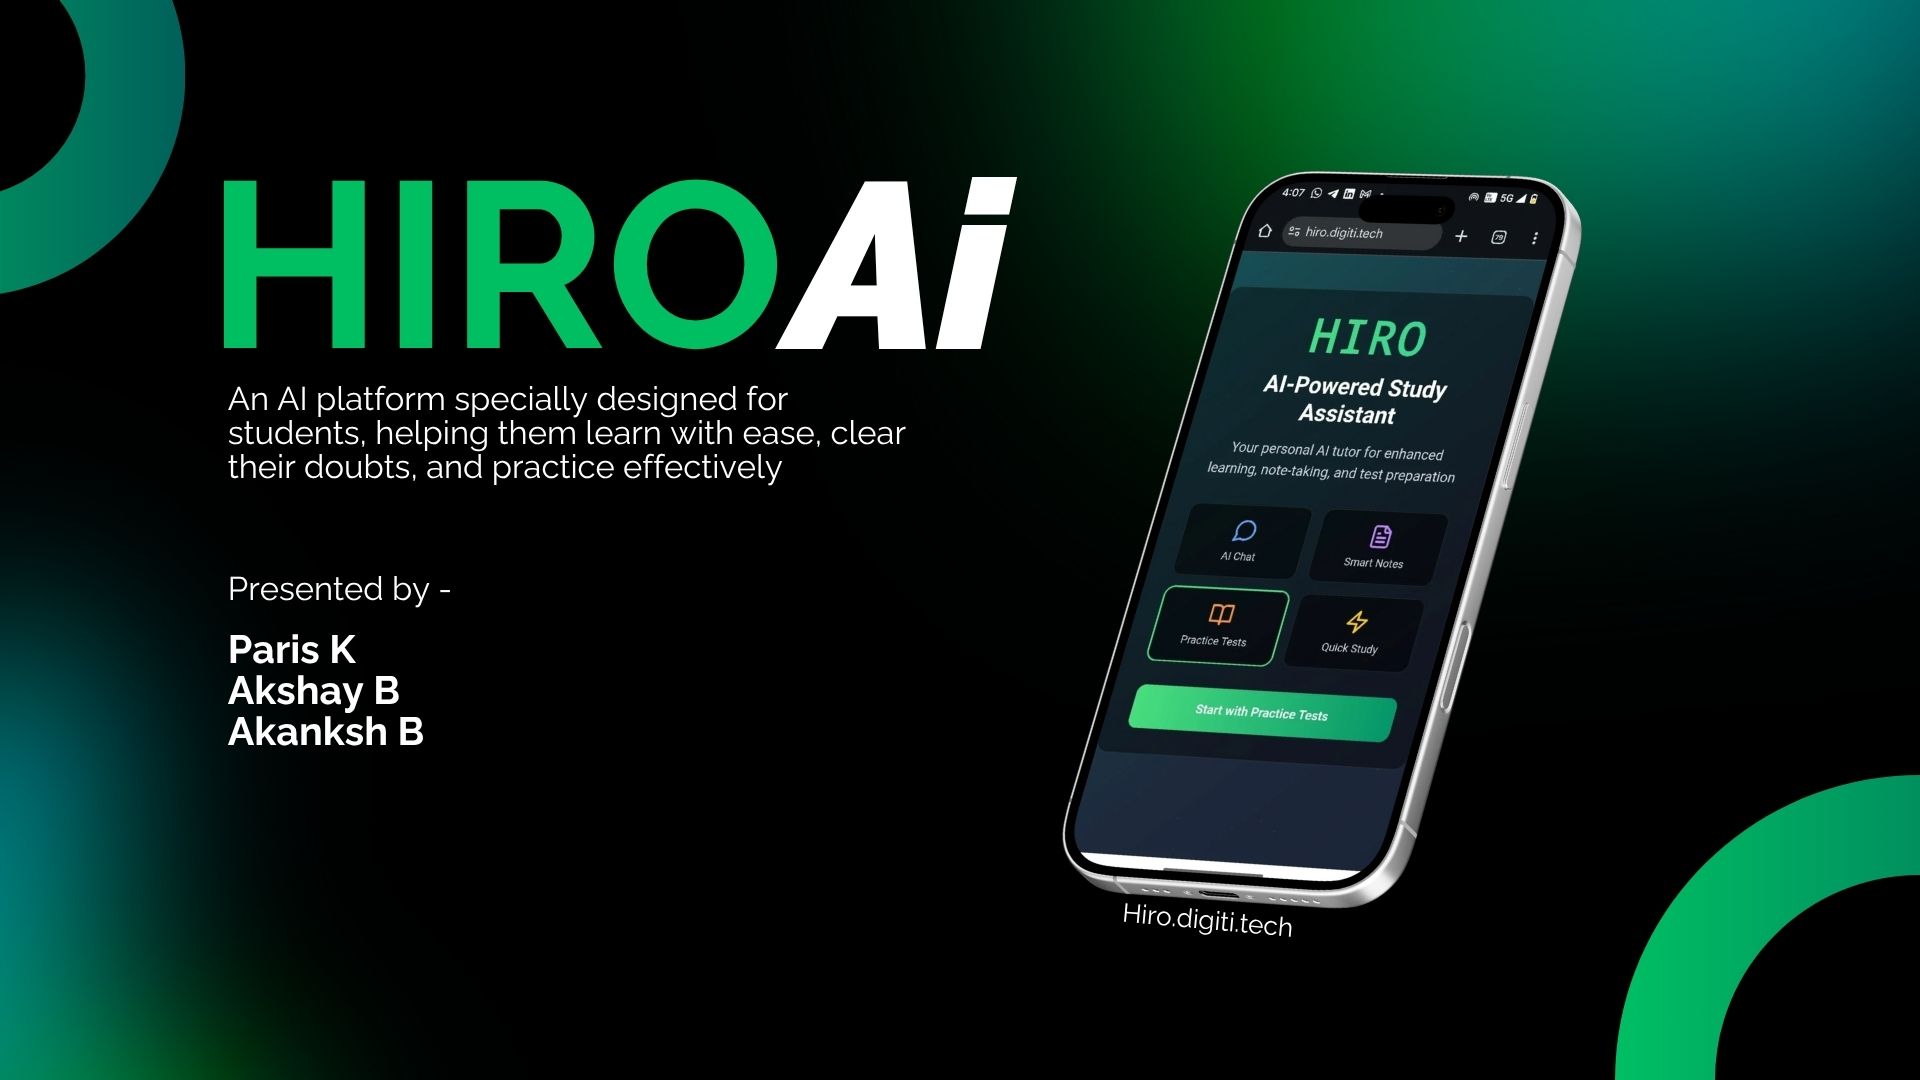 HIROAi
An AI platform specially designed for
students, helping them learn with ease, clear
their doubts, and practice effectively
Presented by -
Paris K
Akshay B
Akanksh B
4:07
5G
hiro.digiti.tech
79
HIRO
AI-Powered Study
Assistant
Your personal AI tutor for enhanced
learning, note-taking, and test preparation
AI Chat
Smart Notes
Practice Tests
Quick Study
Start with Practice Tests
Hiro.digiti.tech